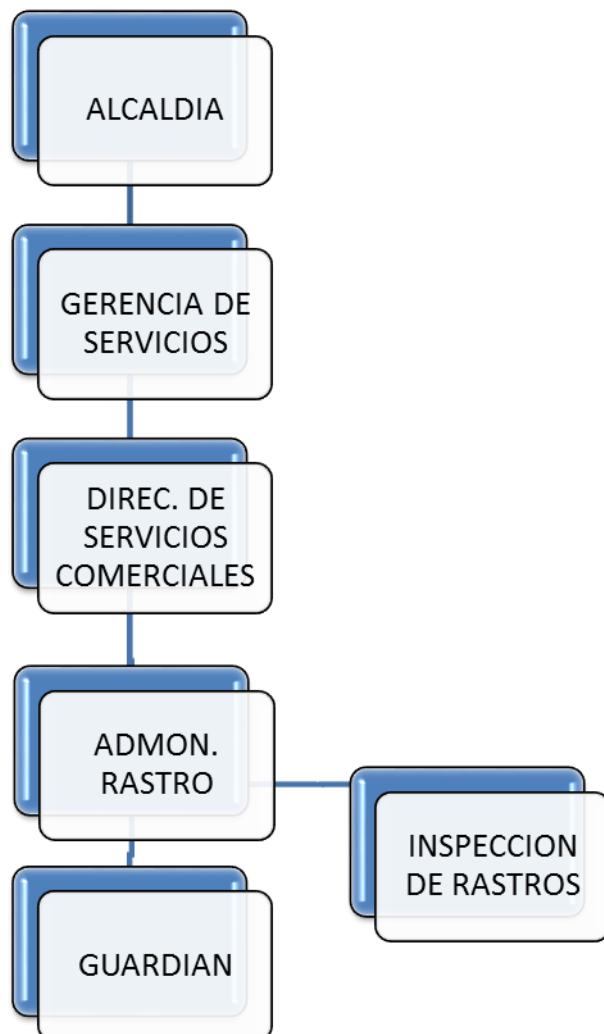 ALCALDIA
GERENCIA DE
SERVICIOS
DIREC. DE
SERVICIOS
COMERCIALES
ADMON.
RASTRO
INSPECCION
DE RASTROS
GUARDIAN